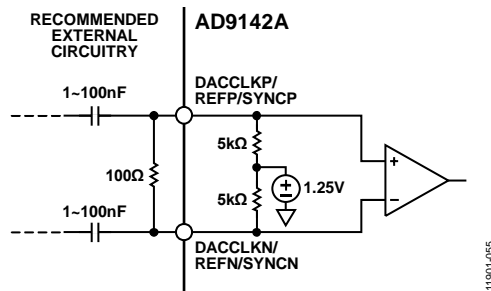 RECOMMENDED
EXTERNAL
CIRCUITRY
AD9142A
1~100nF
DACCLKP/
REFP/SYNCP
5kΩ
100Ω
+
–
1.25V
5kΩ
+
–
1~100nF
DACCLKN/
REFN/SYNCN
11901-055